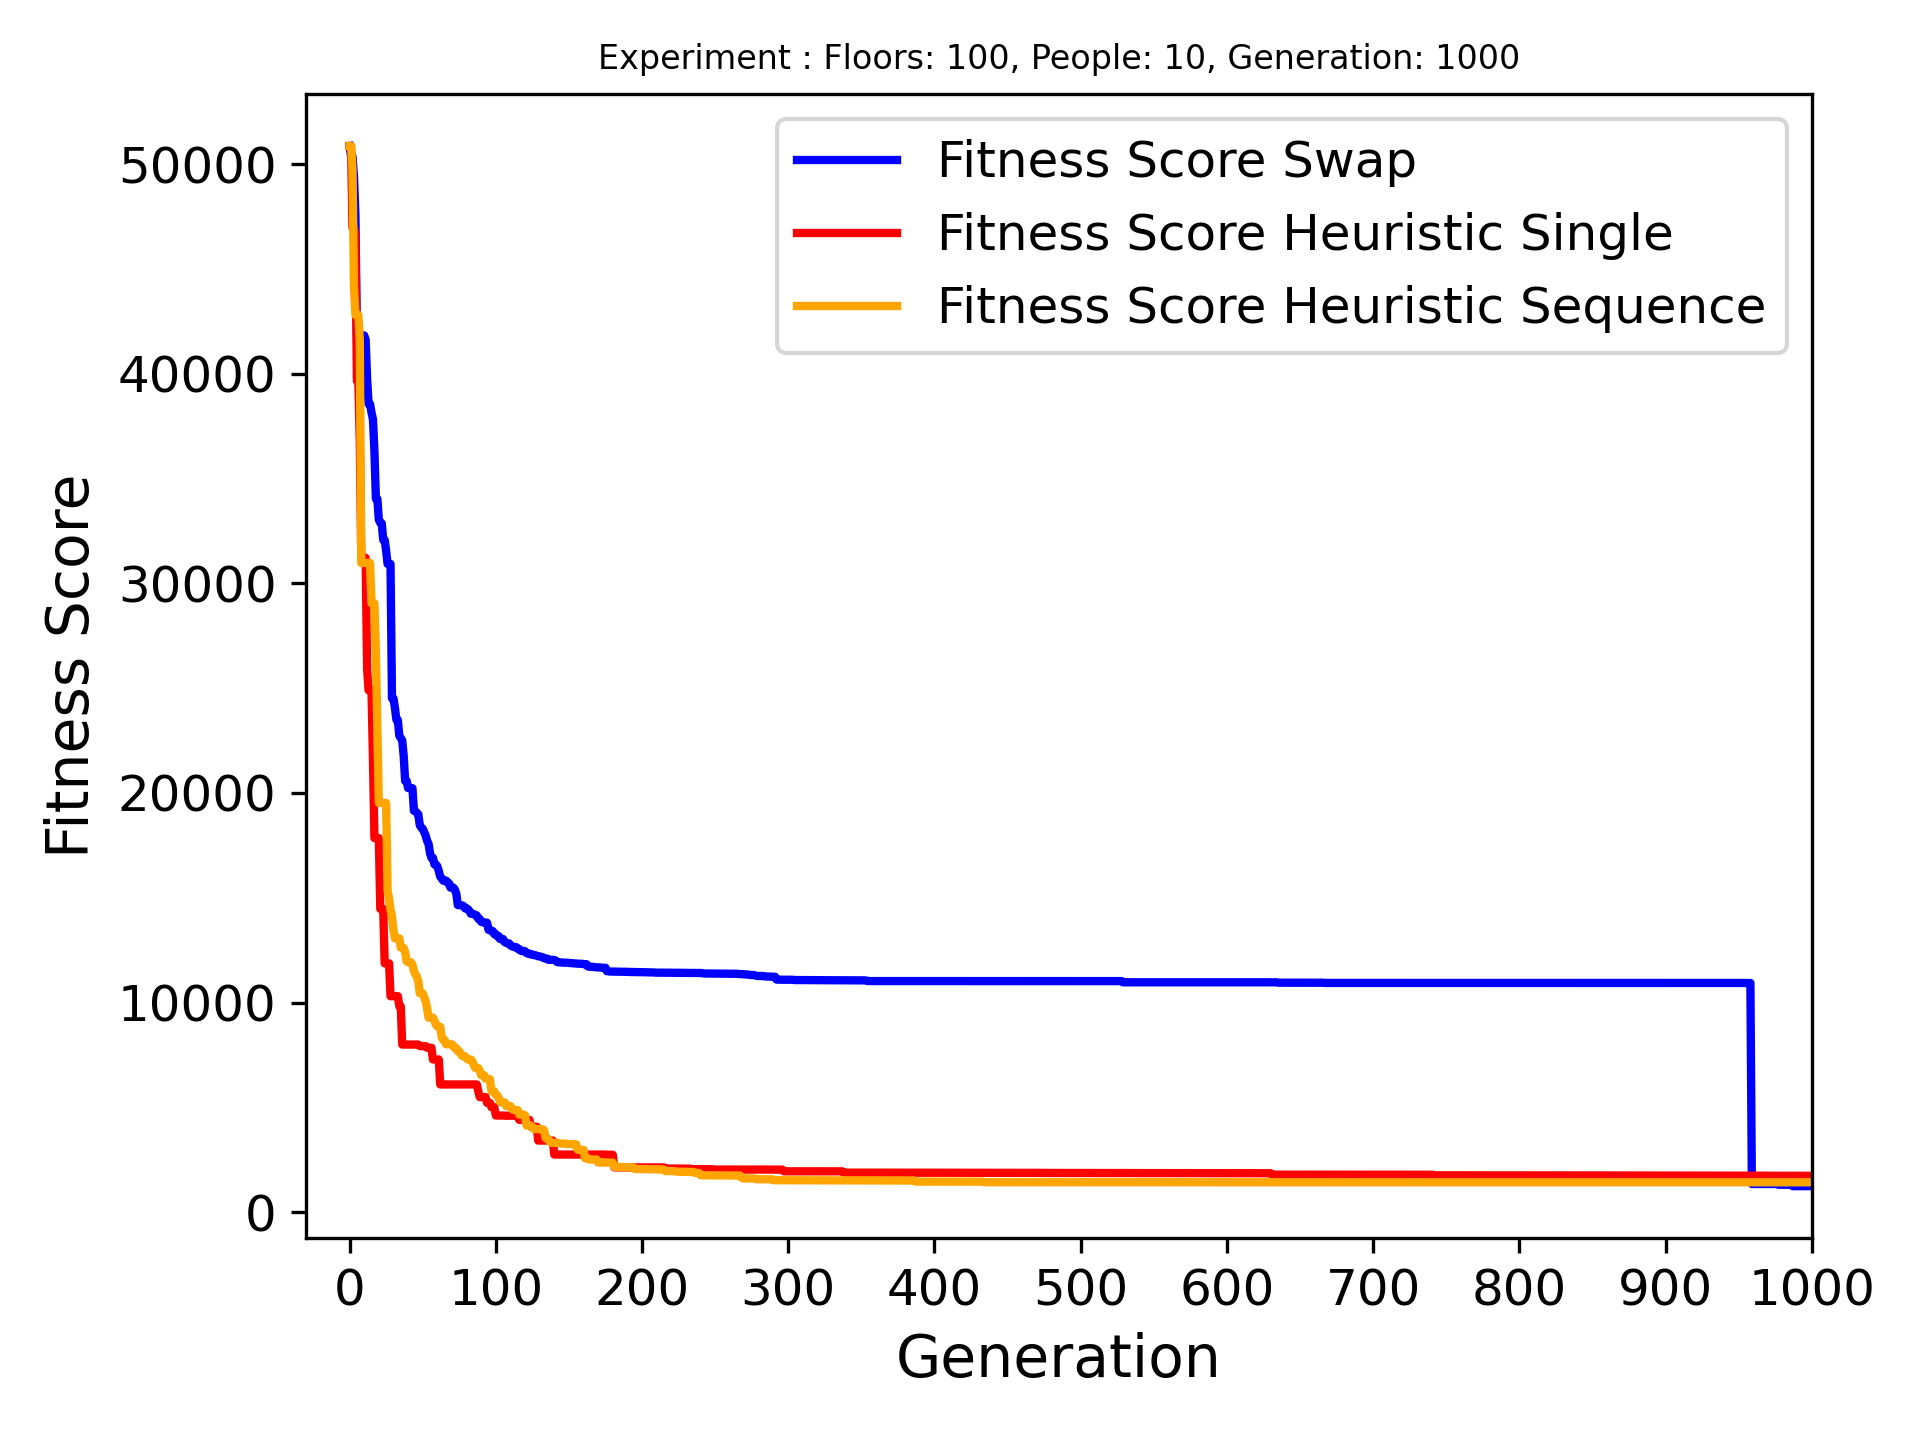 Experiment : Floors: 100, People: 10, Generation: 1000
Fitness Score Swap
Fitness Score Heuristic Single
Fitness Score Heuristic Sequence
Fitness Score
50000
40000
30000
20000
10000
0
0 100 200 300 400 500 600 700 800 900 1000
Generation